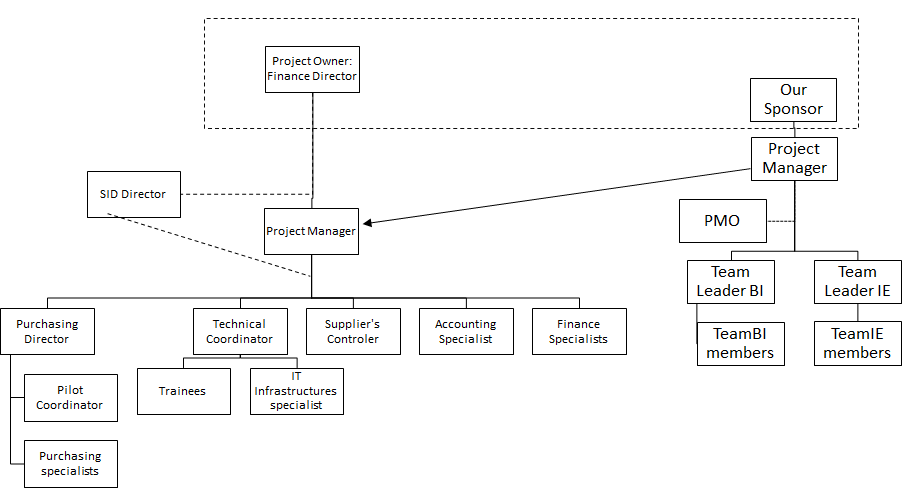 Project Owner:
Finance Director
Our
Sponsor
Project
Manager
SID Director
PMO
Project Manager
Team
Leader BI
Team
Leader IE
Purchasing
Director
Technical
Coordinator
Supplier's
Controler
Accounting
Specialist
Finance
Specialists
TeamBI
members
TeamIE
members
Pilot
Coordinator
Trainees
IT
Infrastructures
specialist
Purchasing
specialists